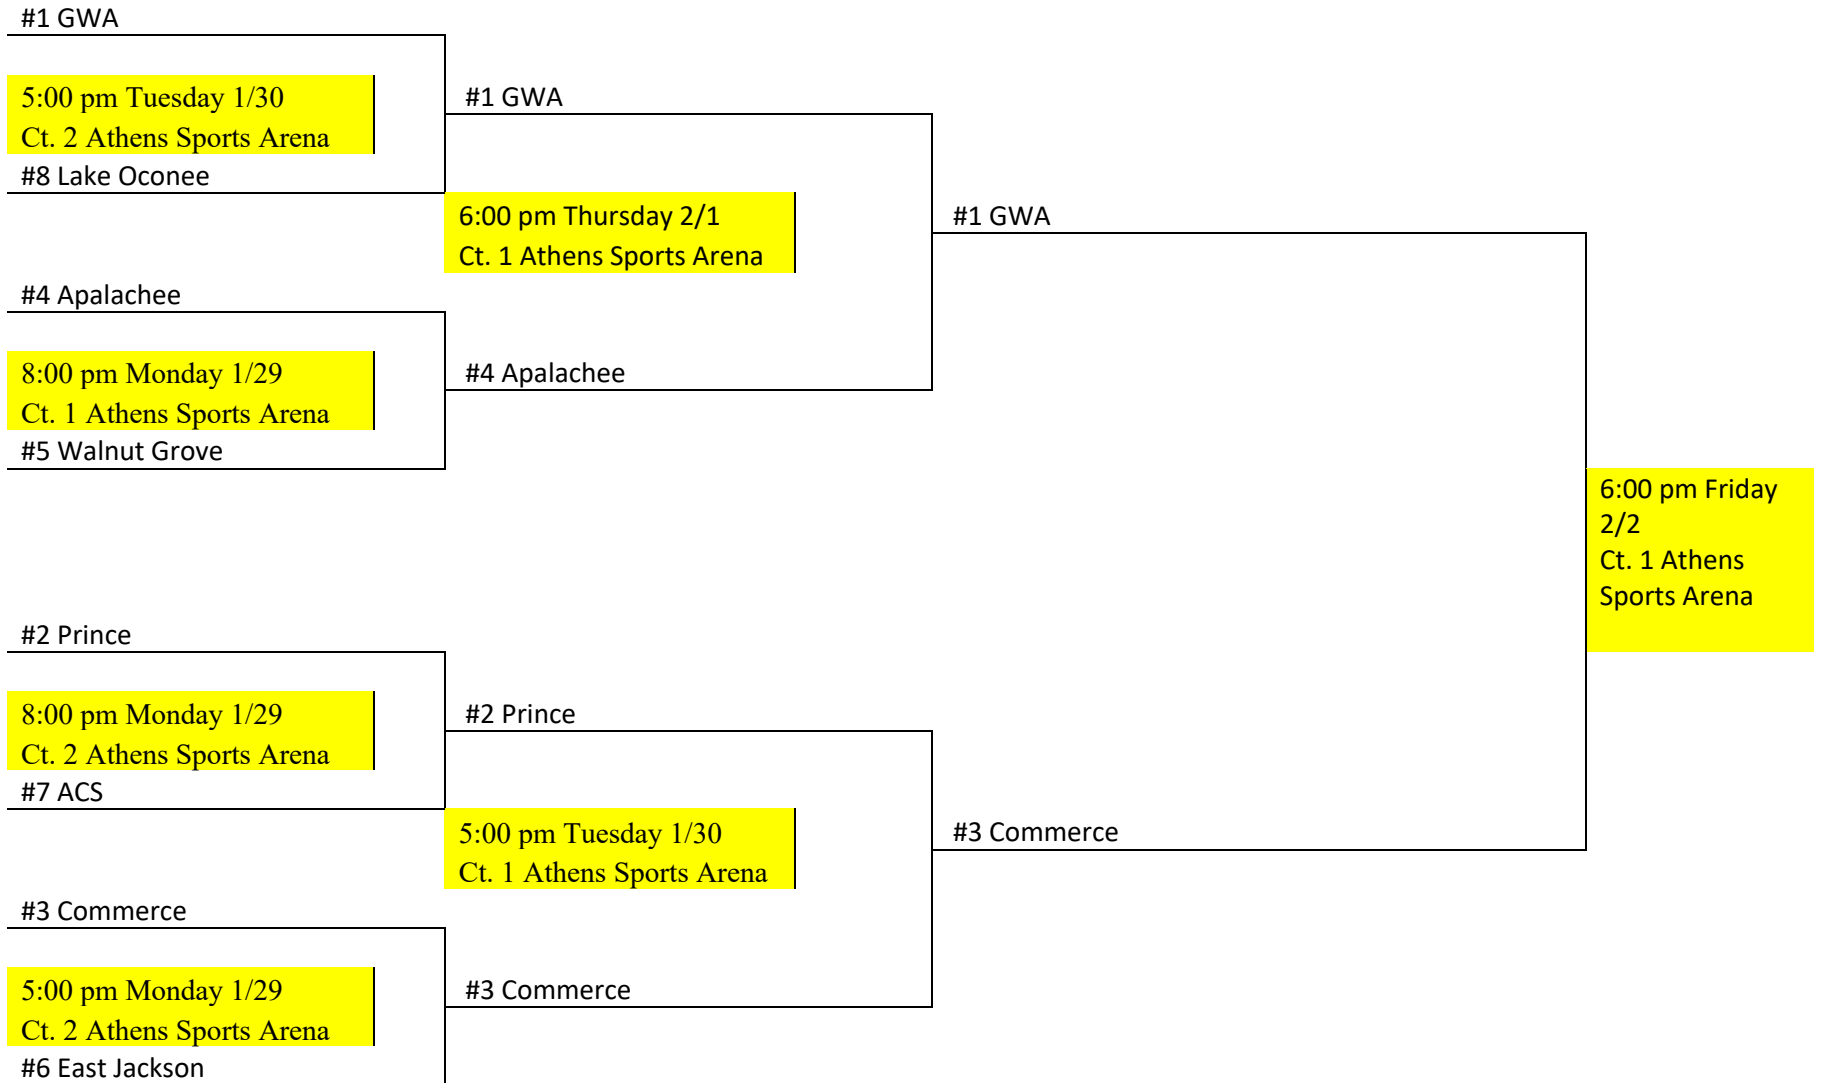 #1 GWA
5:00 pm Tuesday 1/30
Ct. 2 Athens Sports Arena
#8 Lake Oconee
#4 Apalachee
8:00 pm Monday 1/29
Ct. 1 Athens Sports Arena
#5 Walnut Grove
#2 Prince
8:00 pm Monday 1/29
Ct. 2 Athens Sports Arena
#7 ACS
#3 Commerce
5:00 pm Monday 1/29
Ct. 2 Athens Sports Arena
#6 East Jackson
#1 GWA
6:00 pm Thursday 2/1
Ct. 1 Athens Sports Arena
#4 Apalachee
#2 Prince
5:00 pm Tuesday 1/30
Ct. 1 Athens Sports Arena
#3 Commerce
#1 GWA
#3 Commerce
6:00 pm Friday
2/2
Ct. 1 Athens
Sports Arena